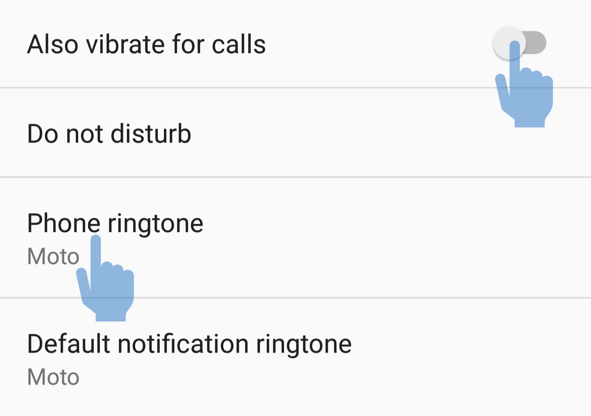 Also vibrate for calls
Do not disturb
Phone ringtone
Moto
Default notification ringtone
Moto